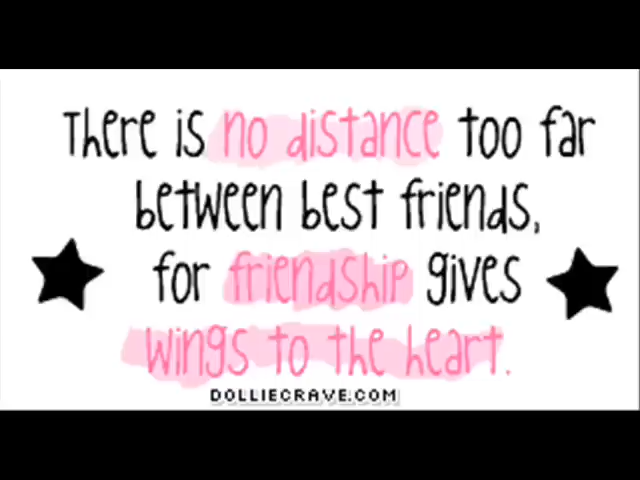 There is no distance too far
between best friends,
for friendship gives
wings to the heart.
DOLLIECRAVE.COM